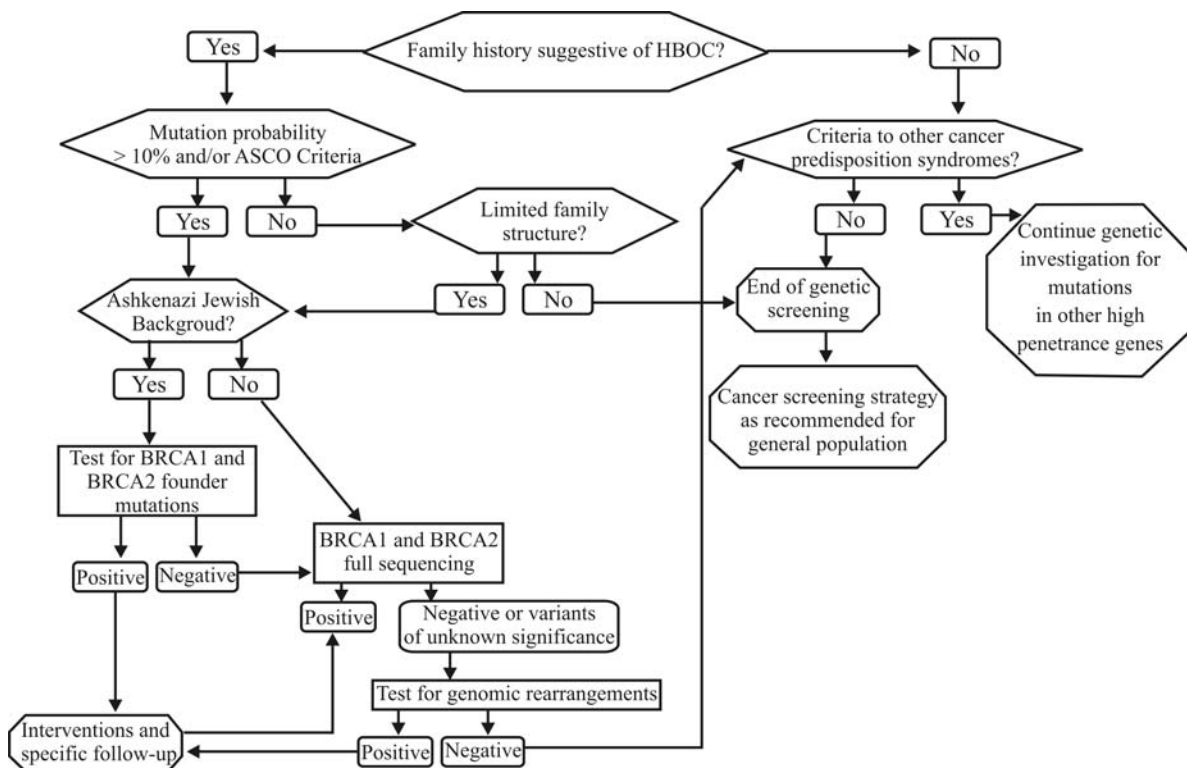 Family history suggestive of HBOC?
Yes
No
Mutation probability
> 10% and/or ASCO Criteria
Criteria to other cancer
predisposition syndromes?
Yes
No
Limited family
structure?
No
Yes
Continue genetic
investigation for
mutations
in other high
penetrance genes
Ashkenazi Jewish
Backgroud?
Yes
No
End of genetic
screening
Yes
No
Cancer screening strategy
as recommended for
general population
Test for BRCA1 and
BRCA2 founder
mutations
BRCA1 and BRCA2
full sequencing
Positive
Negative
Positive
Negative or variants
of unknown significance
Test for genomic rearrangements
Interventions and
specific follow-up
Positive
Negative